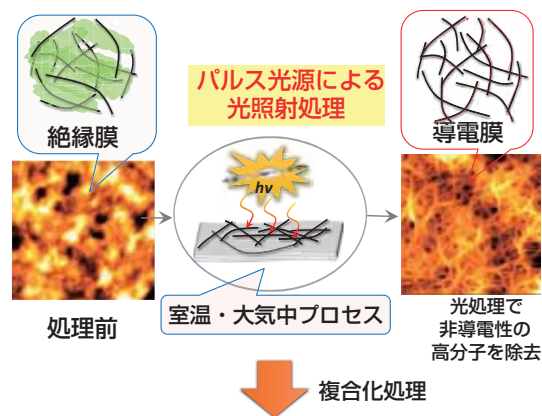 パルス光源による
光照射処理
絶縁膜
導電膜
hν
室温・大気中プロセス
処理前
光処理で
非導電性の
高分子を除去
複合化処理